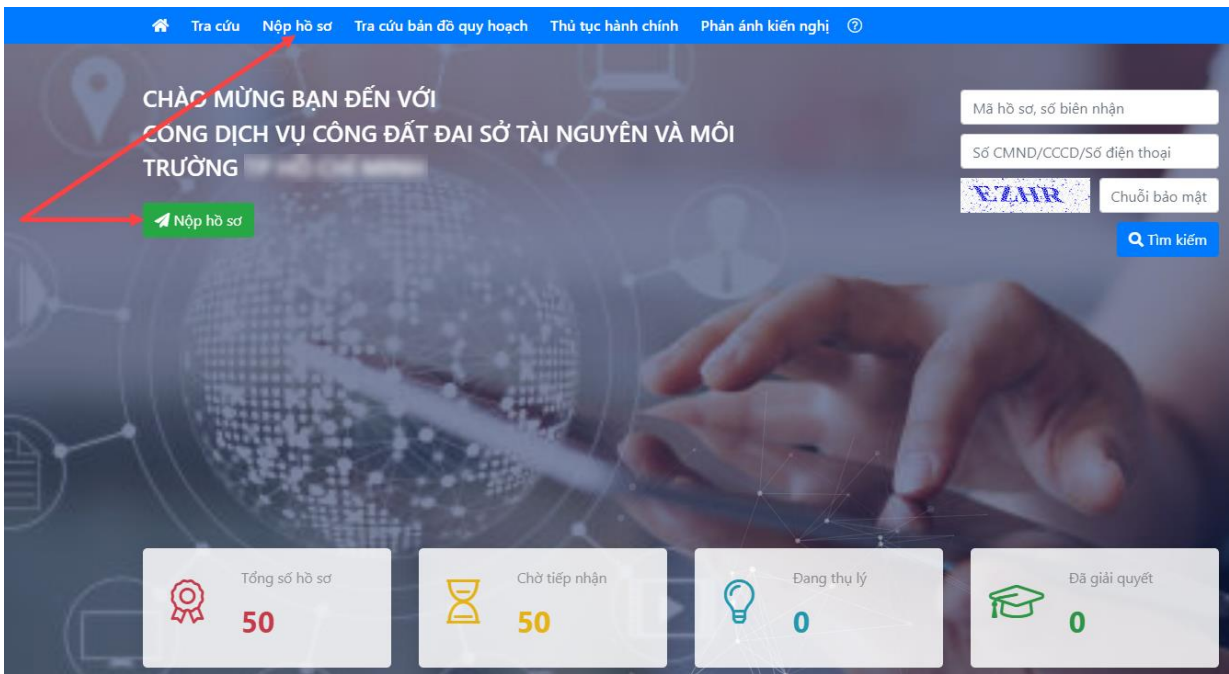 Tra cứu Nộp hồ sơ Tra cứu bản đồ quy hoạch Thủ tục hành chính Phản ánh kiến nghị ?
CHÀO MỪNG BẠN ĐẾN VỚI
CỔNG DỊCH VỤ CÔNG ĐẤT ĐAI SỞ TÀI NGUYÊN VÀ MÔI
TRƯỜNG
Nộp hồ sơ
Mã hồ sơ, số biên nhận
Số CMND/CCCD/Số điện thoại
EZHR Chuỗi bảo mật
Tìm kiếm
Tổng số hồ sơ
50
Chờ tiếp nhận
50
Đang thụ lý
0
Đã giải quyết
0